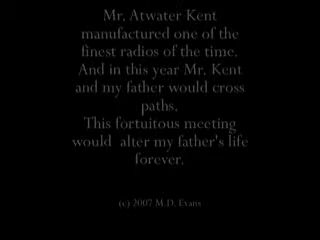 Mr. Atwater Kent
manufactured one of the
finest radios of the time.
And in this year Mr. Kent
and my father would cross
paths.
This fortuitous meeting
would alter my father's life
forever.
(c) 2007 M.D. Evans